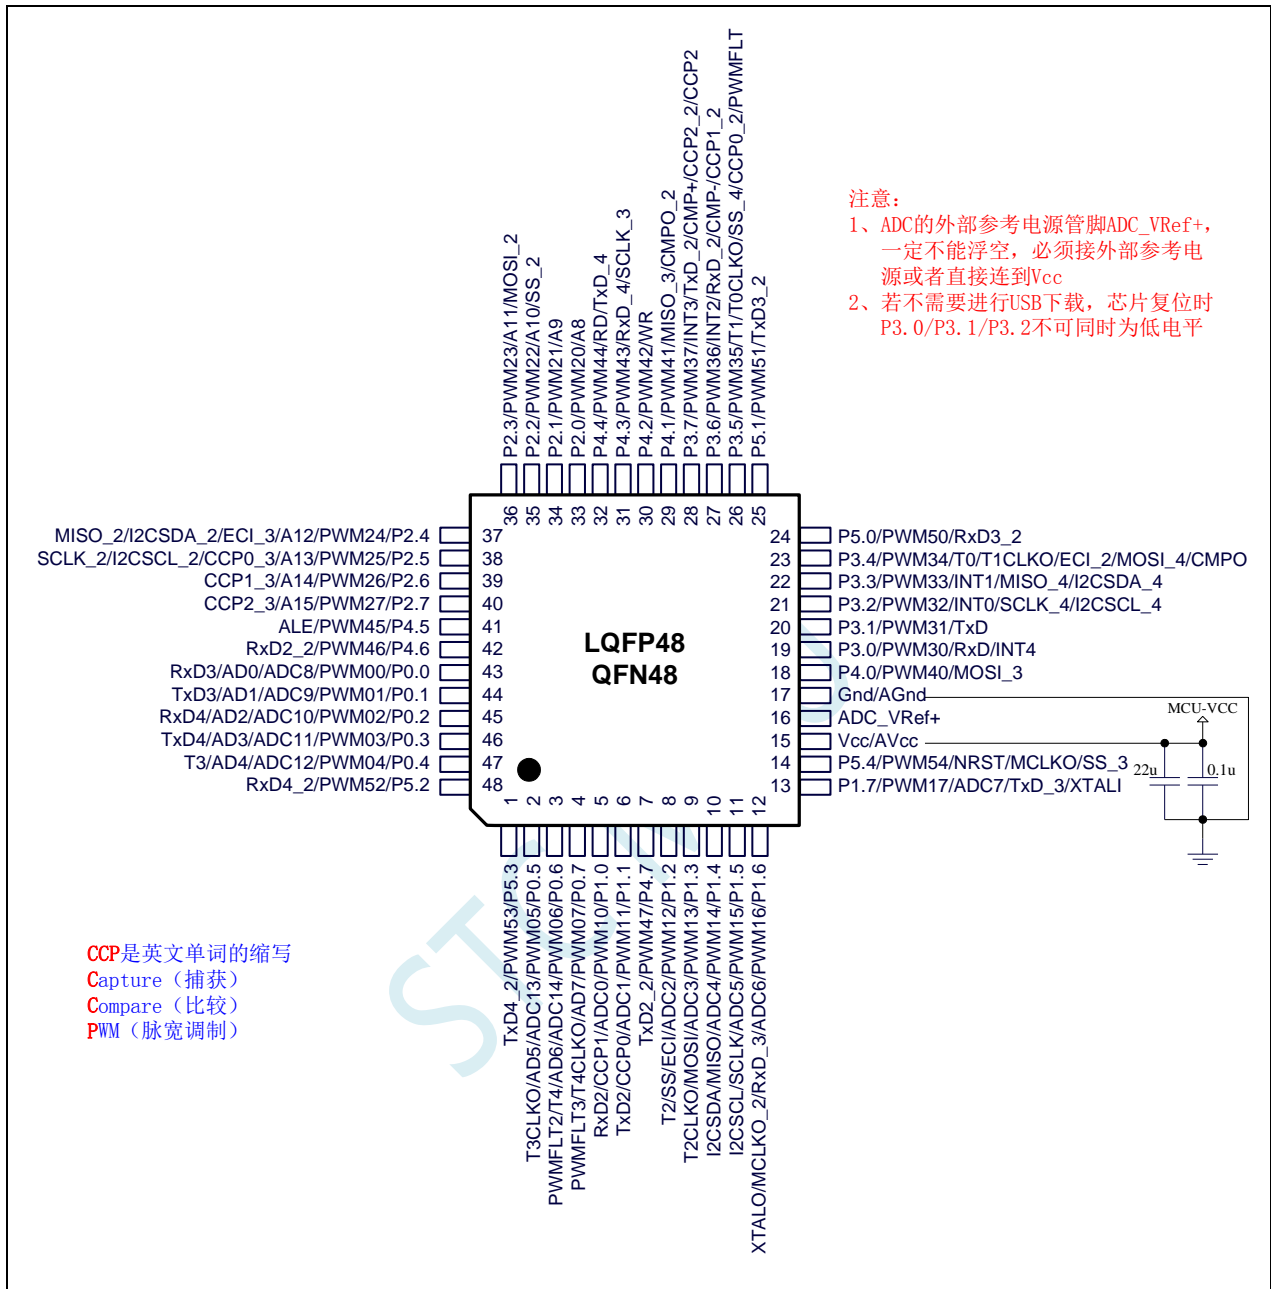 P2.3/PWM23/A11/MOSI_2
P2.2/PWM22/A10/SS_2
P2.1/PWM21/A9
P2.0/PWM20/A8
P4.4/PWM44/RD/TxD_4
P4.3/PWM43/RxD_4/SCLK_3
P4.2/PWM42/WR
P4.1/PWM41/MISO_3/CMPO_2
P3.7/PWM37/INT3/TxD_2/CMP+/CCP2_2/CCP2
P3.6/PWM36/INT2/RxD_2/CMP-/CCP1_2
P3.5/PWM35/T1/T0CLKO/SS_4/CCP0_2/PWMFLT
P5.1/PWM51/TxD3_2
注意：
1、ADC的外部参考电源管脚ADC_VRef+，
一定不能浮空，必须接外部参考电
源或者直接连到Vcc
2、若不需要进行USB下载，芯片复位时
P3.0/P3.1/P3.2不可同时为低电平
36 35 34 33 32 31 30 29 28 27 26 25
MISO_2/I2CSDA_2/ECI_3/A12/PWM24/P2.4 37
SCLK_2/I2CSCL_2/CCP0_3/A13/PWM25/P2.5 38
CCP1_3/A14/PWM26/P2.6 39
CCP2_3/A15/PWM27/P2.7 40
ALE/PWM45/P4.5 41
RxD2_2/PWM46/P4.6 42
RxD3/AD0/ADC8/PWM00/P0.0 43
TxD3/AD1/ADC9/PWM01/P0.1 44
RxD4/AD2/ADC10/PWM02/P0.2 45
TxD4/AD3/ADC11/PWM03/P0.3 46
T3/AD4/ADC12/PWM04/P0.4 47
RxD4_2/PWM52/P5.2 48
LQFP48
QFN48
24 P5.0/PWM50/RxD3_2
23 P3.4/PWM34/T0/T1CLKO/ECI_2/MOSI_4/CMPO
22 P3.3/PWM33/INT1/MISO_4/I2CSDA_4
21 P3.2/PWM32/INT0/SCLK_4/I2CSCL_4
20 P3.1/PWM31/TxD
19 P3.0/PWM30/RxD/INT4
18 P4.0/PWM40/MOSI_3
17 Gnd/AGnd
16 ADC_VRef+
15 Vcc/AVcc
14 P5.4/PWM54/NRST/MCLKO/SS_3
13 P1.7/PWM17/ADC7/TxD_3/XTALI
MCU-VCC
22u
0.1u
1 2 3 4 5 6 7 8 9 10 11 12
TxD4_2/PWM53/P5.3
T3CLKO/AD5/ADC13/PWM05/P0.5
PWMFLT2/T4/AD6/ADC14/PWM06/P0.6
PWMFLT3/T4CLKO/AD7/PWM07/P0.7
RxD2/CCP1/ADC0/PWM10/P1.0
TxD2/CCP0/ADC1/PWM11/P1.1
TxD2_2/PWM47/P4.7
T2/SS/ECI/ADC2/PWM12/P1.2
T2CLKO/MOSI/ADC3/PWM13/P1.3
I2CSDA/MISO/ADC4/PWM14/P1.4
I2CSCL/SCLK/ADC5/PWM15/P1.5
XTALO/MCLKO_2/RxD_3/ADC6/PWM16/P1.6
CCP是英文单词的缩写
Capture（捕获）
Compare（比较）
PWM（脉宽调制）